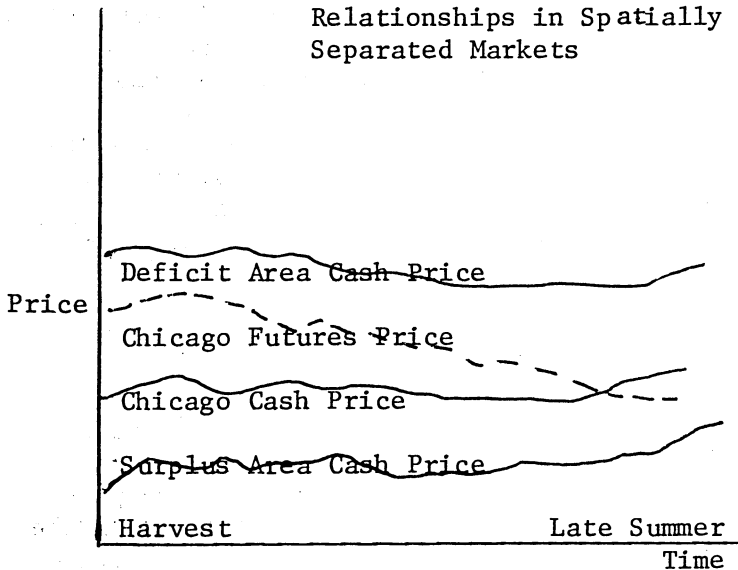 Relationships in Spatially
Separated Markets
Deficit Area Cash Price
Price
Chicago Futures Price
Chicago Cash Price
Surplus Area Cash Price
Harvest
Late Summer
Time